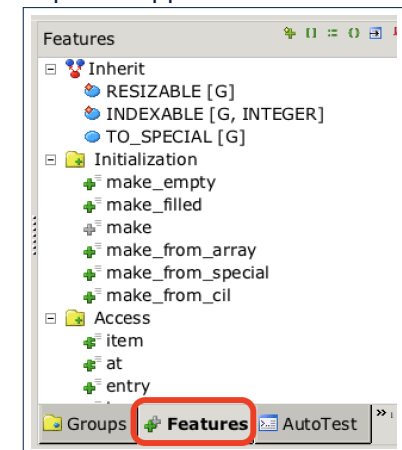 Features
Inherit
RESIZABLE [G]
INDEXABLE [G, INTEGER]
TO_SPECIAL [G]
Initialization
make_empty
make_filled
make
make_from_array
make_from_special
make_from_cil
Access
item
at
entry
Groups Features AutoTest » 1